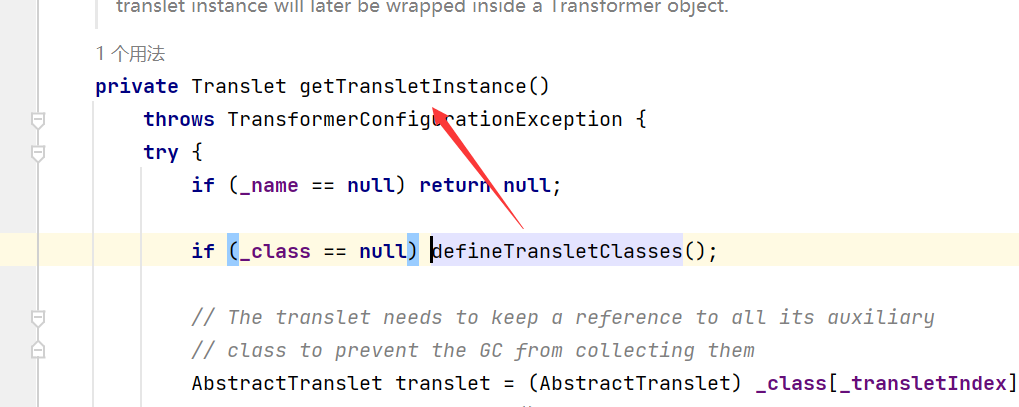 translet instance will later be wrapped inside a Transformer object.
1 个用法
private Translet getTransletInstance()
throws TransformerConfigurationException {
try {
if (_name == null) return null;
if (_class == null) defineTransletClasses();
// The translet needs to keep a reference to all its auxiliary
// class to prevent the GC from collecting them
AbstractTranslet translet = (AbstractTranslet) _class[_transletIndex]